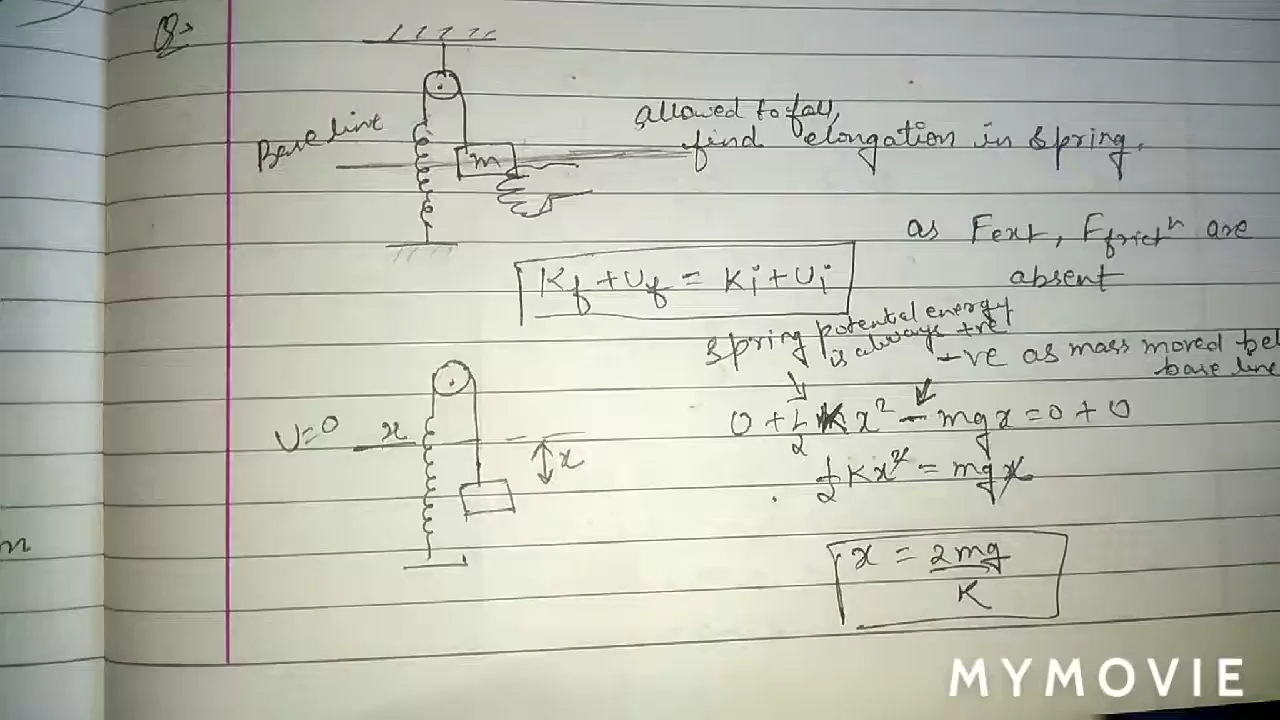 Q⇒
allowed to fall,
Base line
m
find elongation in spring.
as Fext, Ffrictn are
absent
Kf + Uf = Ki + Ui
spring potential energy
is always +ve
-ve as mass moved bel
base line
U=0 x
x
0 + 1/2 Kx² - mgx = 0 + 0
1/2 Kx² = mgx
x = 2mg/K
m
MYMOVIE